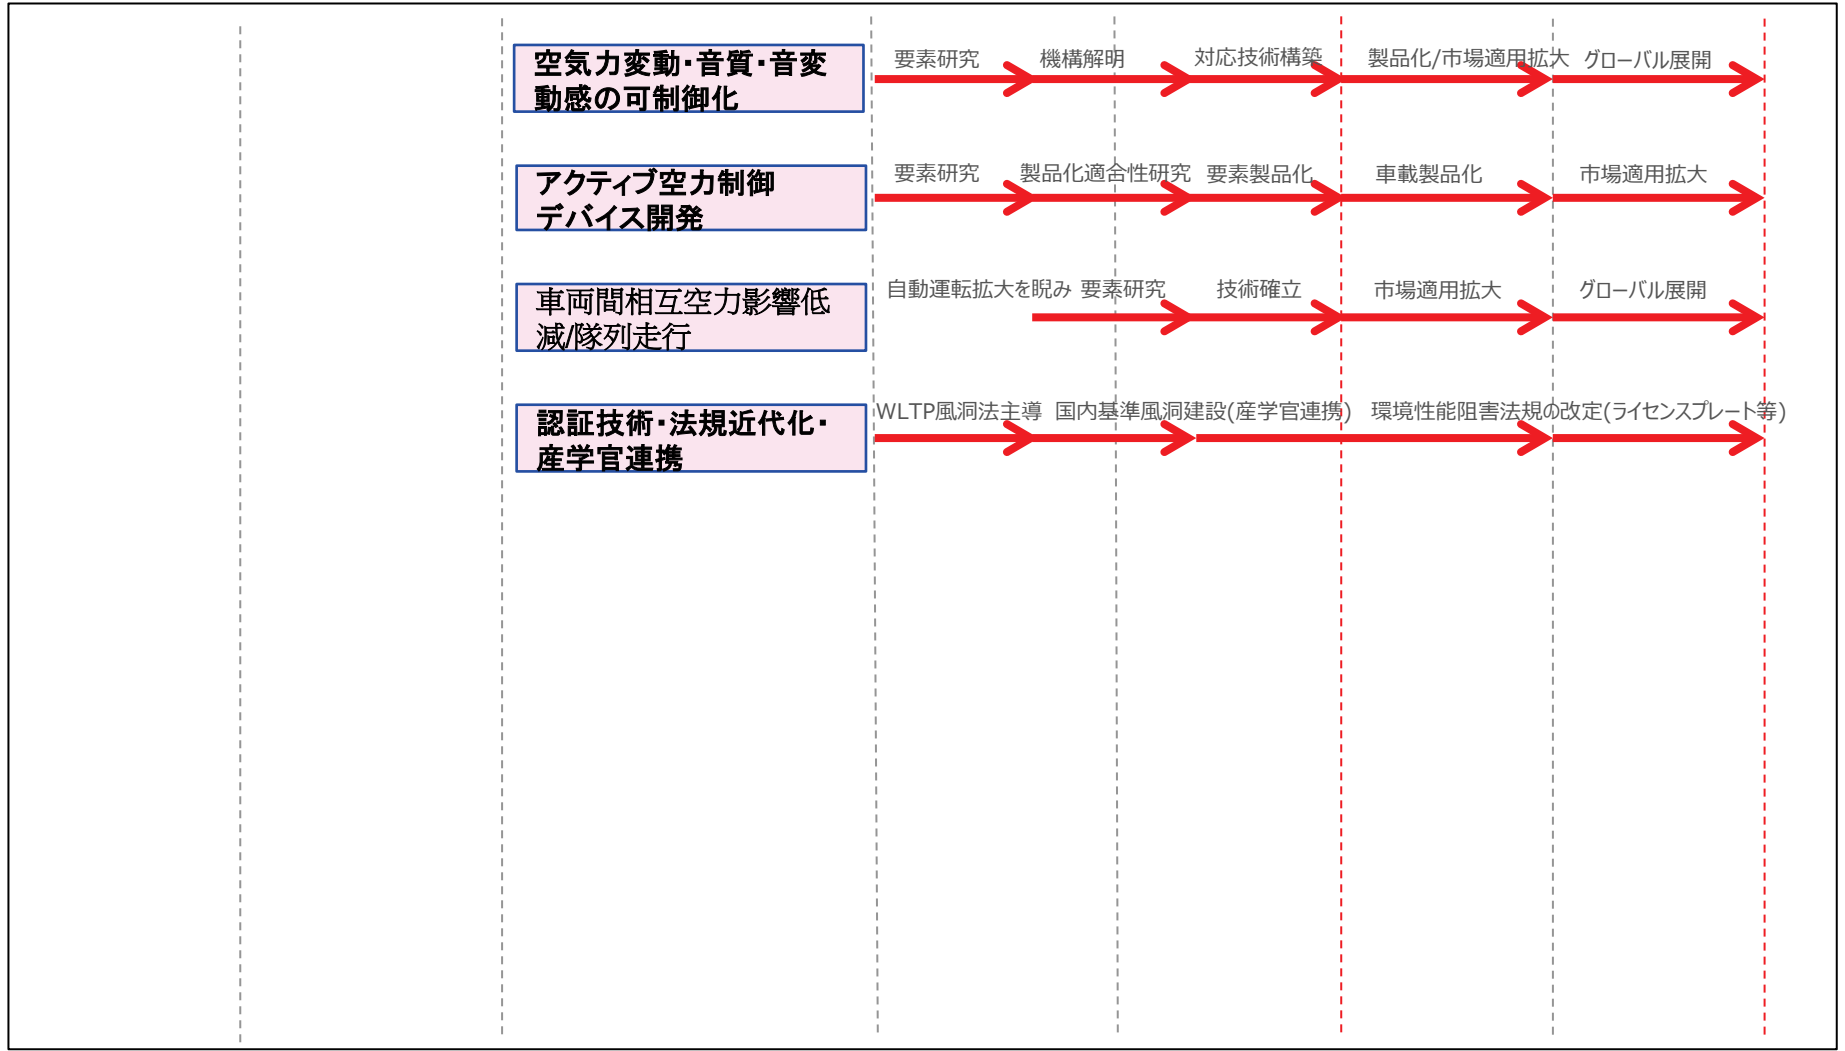 空気力変動・音質・音変
動感の可制御化
要素研究
機構解明
対応技術構築
製品化/市場適用拡大
グローバル展開
アクティブ空力制御
デバイス開発
要素研究
製品化適合性研究
要素製品化
車載製品化
市場適用拡大
車両間相互空力影響低
減/隊列走行
自動運転拡大を睨み
要素研究
技術確立
市場適用拡大
グローバル展開
認証技術・法規近代化・
産学官連携
WLTP風洞法主導
国内基準風洞建設(産学官連携)
環境性能阻害法規の改定(ライセンスプレート等)